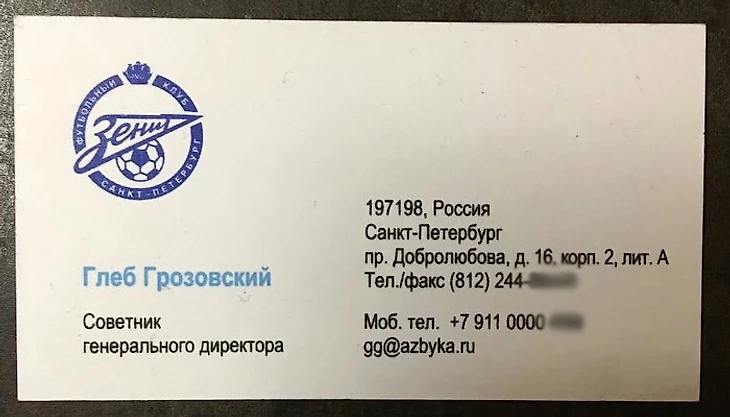 ФУТБОЛЬНЫЙ КЛУБ
Зенит
САНКТ-ПЕТЕРБУРГ
Глеб Грозовский
Советник
генерального директора
197198, Россия
Санкт-Петербург
пр. Добролюбова, д. 16, корп. 2, лит. А
Тел./факс (812) 244-
Моб. тел. +7 911 0000
gg@azbyka.ru